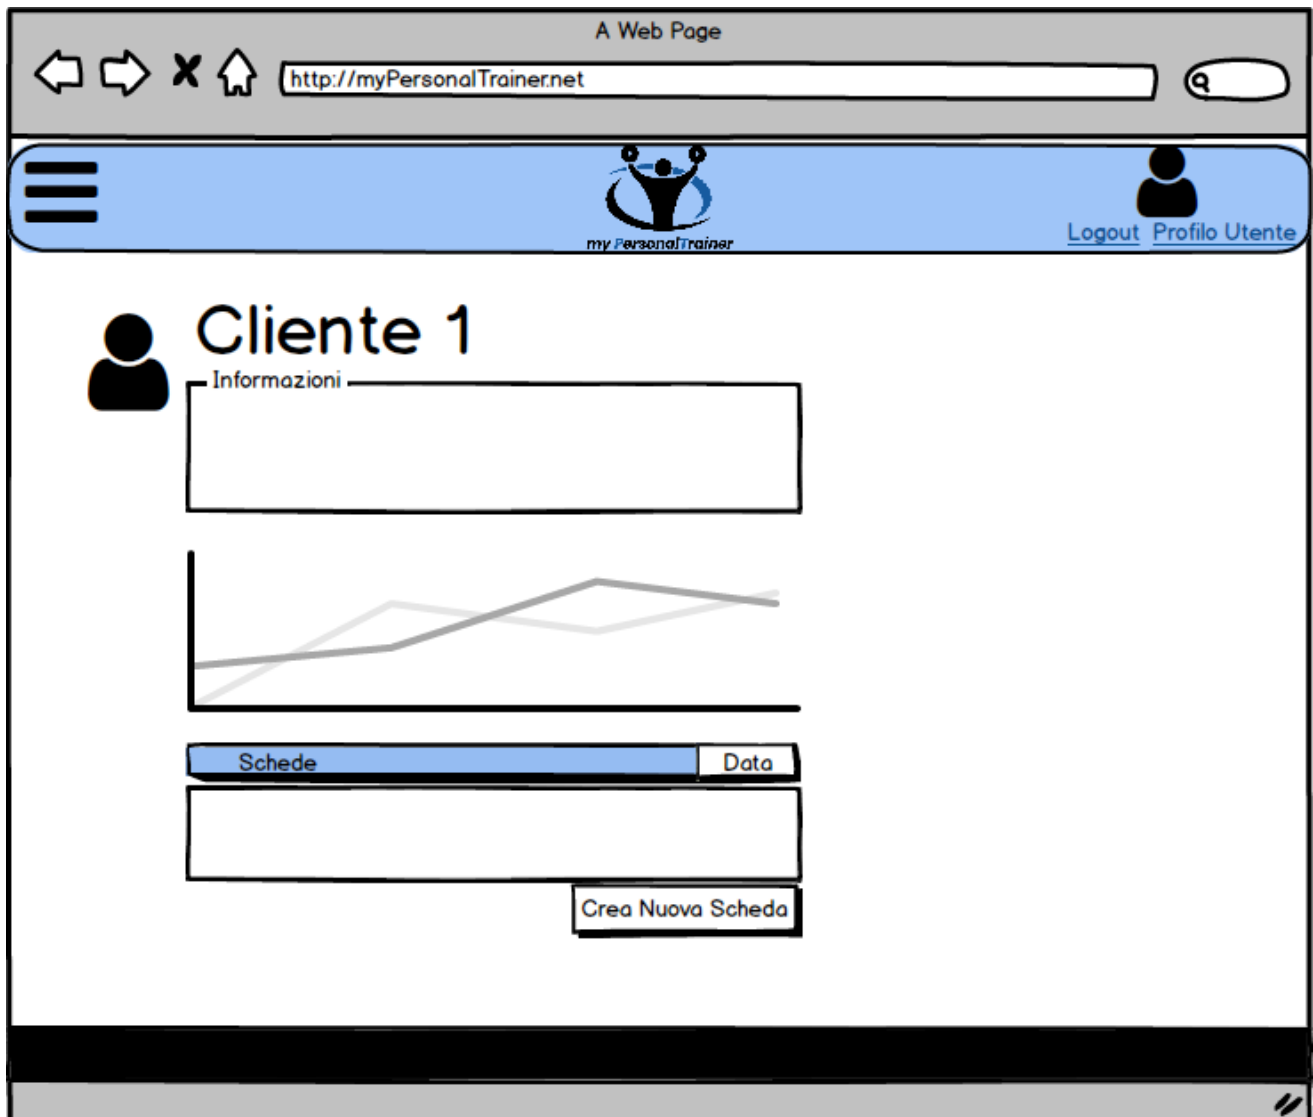 A Web Page
http://myPersonalTrainer.net
my PersonalTrainer
Logout Profilo Utente
Cliente 1
Informazioni
Schede Data
Crea Nuova Scheda